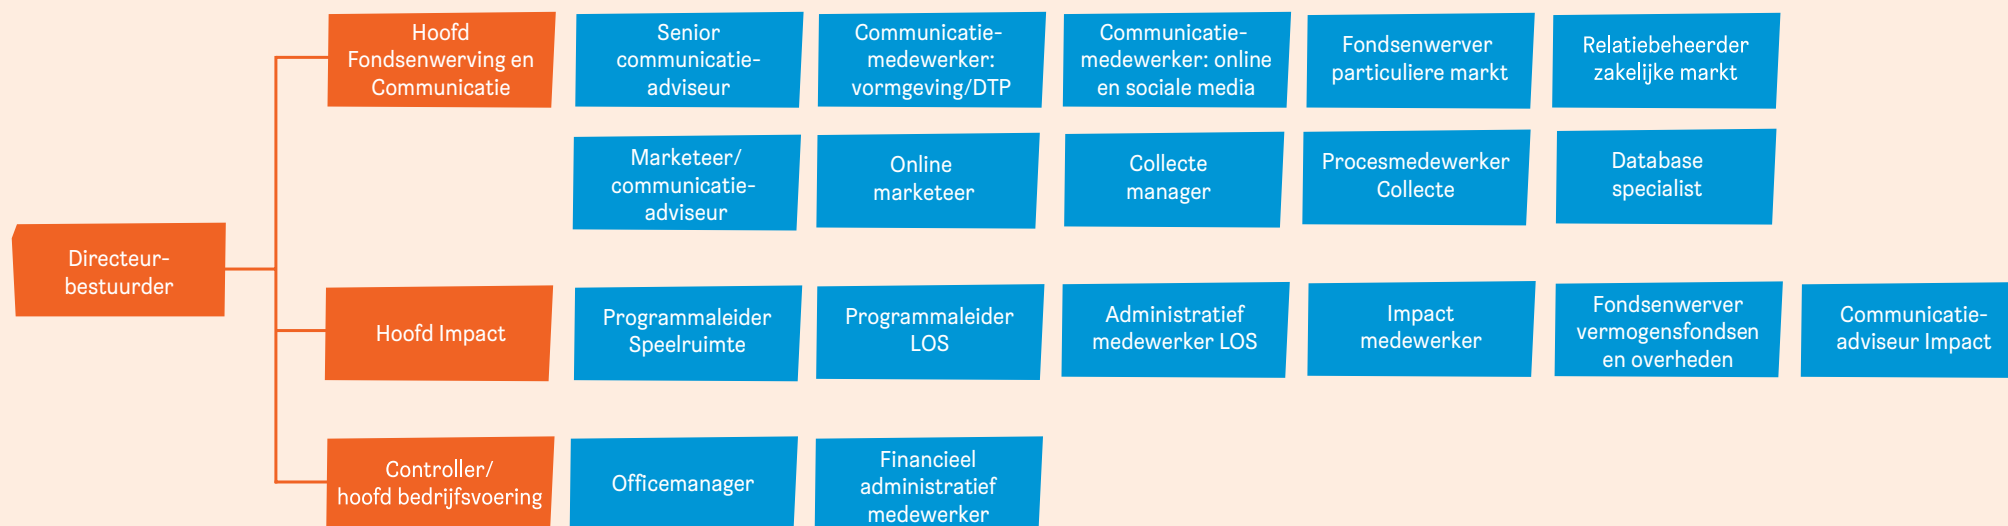 Hoofd
Fondsenwerving en
Communicatie
Senior
communicatie-
adviseur
Communicatie-
medewerker:
vormgeving/DTP
Communicatie-
medewerker: online
en sociale media
Fondsenwerver
particuliere markt
Relatiebeheerder
zakelijke markt
Marketeer/
communicatie-
adviseur
Online
marketeer
Collecte
manager
Procesmedewerker
Collecte
Database
specialist
Directeur-
bestuurder
Hoofd Impact
Programmaleider
Speelruimte
Programmaleider
LOS
Administratief
medewerker LOS
Impact
medewerker
Fondsenwerver
vermogensfondsen
en overheden
Communicatie-
adviseur Impact
Controller/
hoofd bedrijfsvoering
Officemanager
Financieel
administratief
medewerker